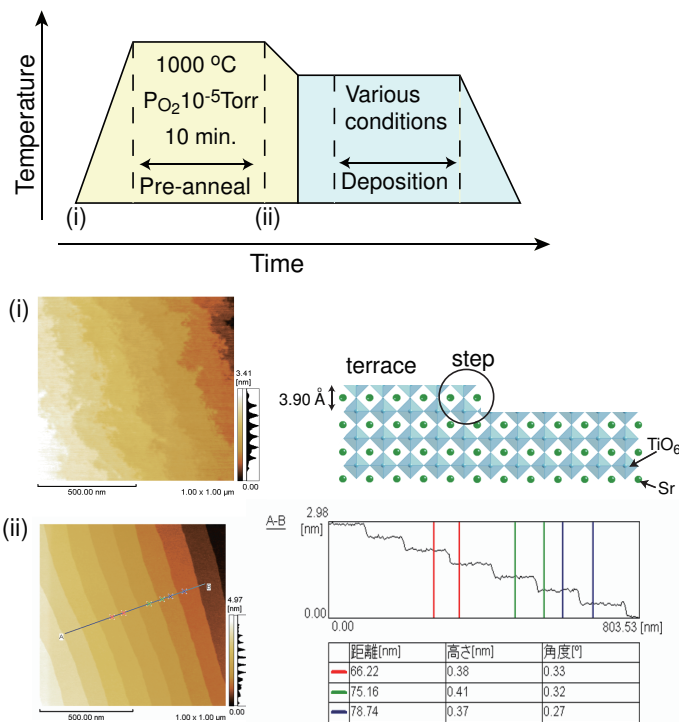 Temperature
1000 ºC
PO2 10-5Torr
10 min.
Pre-anneal
Various
conditions
Deposition
(i)
(ii)
Time
(i)
3.41
[nm]
0.00
500.00 nm
1.00 x 1.00 µm
terrace
step
3.90 Å
TiO6
Sr
(ii)
A
B
4.97
[nm]
0.00
500.00 nm
1.00 x 1.00 µm
A-B
2.98
[nm]
0.00
0.00
803.53 [nm]
距離[nm] 高さ[nm] 角度[º]
66.22 0.38 0.33
75.16 0.41 0.32
78.74 0.37 0.27